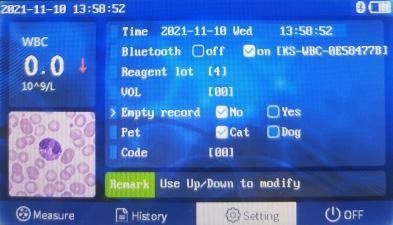 2021-11-10 13:58:52
WBC
0.0
10^9/L
Time 2021-11-10 Wed 13:58:52
Bluetooth off on [KS-WBC-0E58477B]
Reagent lot [4]
VOL [00]
> Empty record No Yes
Pet Cat Dog
Code [00]
Remark Use Up/Down to modify
Measure History Setting OFF